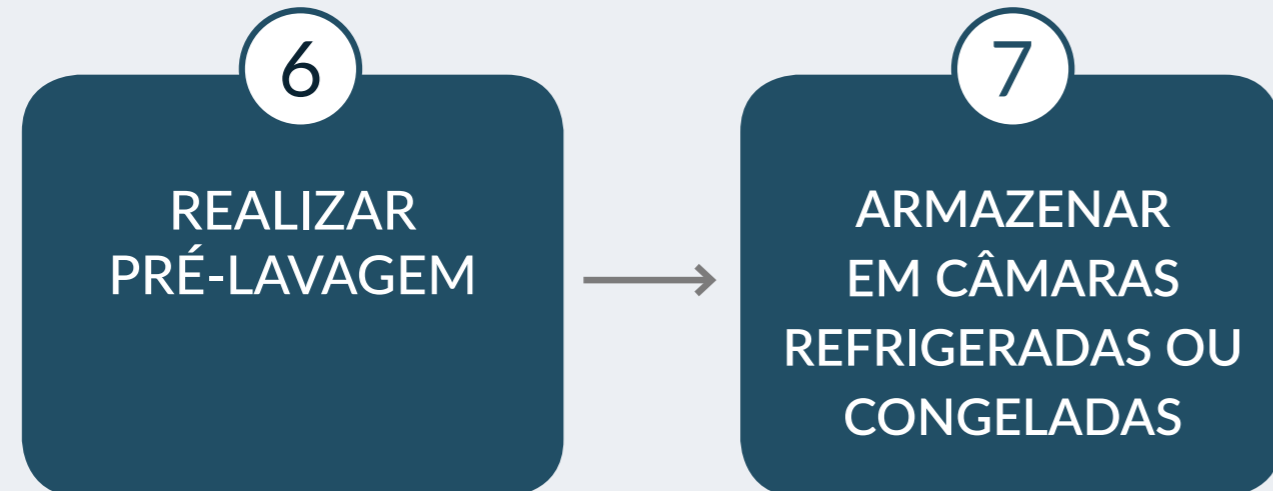 6
REALIZAR
PRÉ-LAVAGEM
7
ARMAZENAR
EM CÂMARAS
REFRIGERADAS OU
CONGELADAS